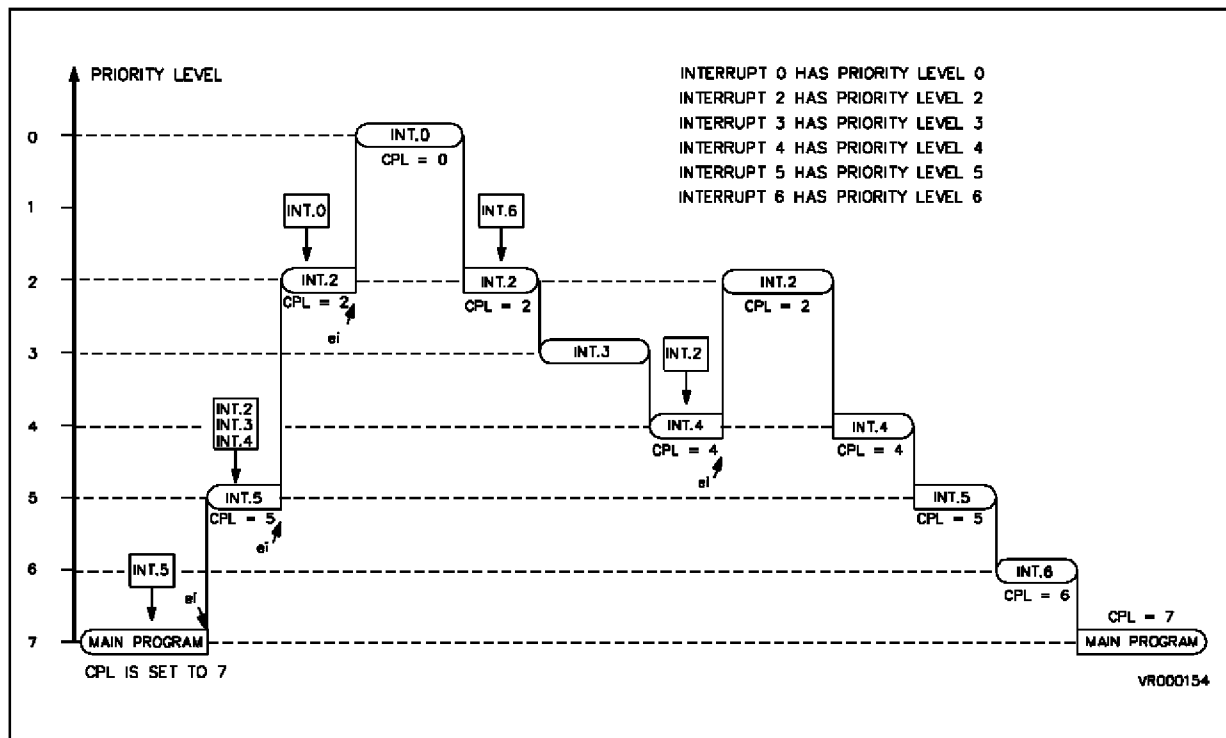 PRIORITY LEVEL
INTERRUPT 0 HAS PRIORITY LEVEL 0
INTERRUPT 2 HAS PRIORITY LEVEL 2
INTERRUPT 3 HAS PRIORITY LEVEL 3
INTERRUPT 4 HAS PRIORITY LEVEL 4
INTERRUPT 5 HAS PRIORITY LEVEL 5
INTERRUPT 6 HAS PRIORITY LEVEL 6
0
INT.0
CPL = 0
1
INT.0
INT.6
2
INT.2
CPL = 2
ei
INT.2
CPL = 2
INT.2
CPL = 2
3
INT.3
INT.2
4
INT.2
INT.3
INT.4
INT.4
CPL = 4
ei
INT.4
CPL = 4
5
INT.5
CPL = 5
ei
INT.5
CPL = 5
6
INT.5
ei
INT.6
CPL = 6
7
MAIN PROGRAM
CPL IS SET TO 7
CPL = 7
MAIN PROGRAM
VR000154